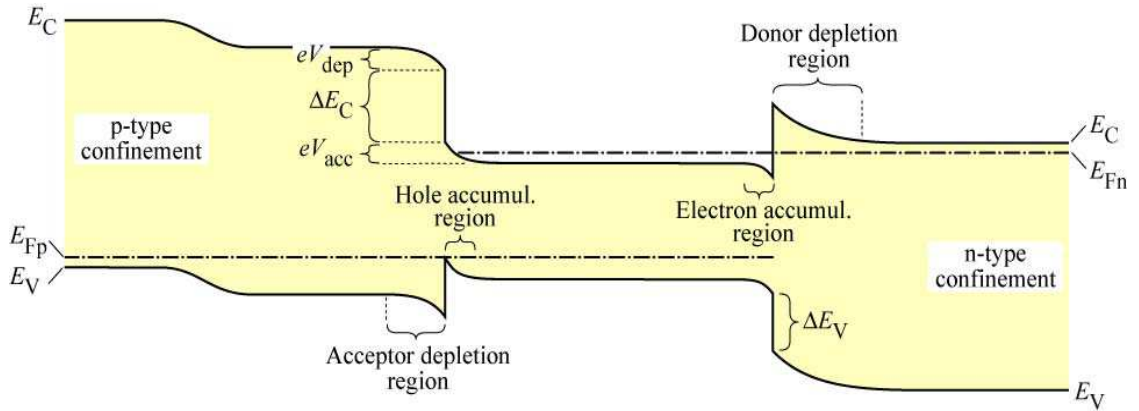 E_C
eV_dep
ΔE_C
eV_acc
p-type
confinement
Donor depletion
region
E_C
E_Fn
Hole accumul.
region
Electron accumul.
region
E_Fp
E_V
n-type
confinement
ΔE_V
Acceptor depletion
region
E_V